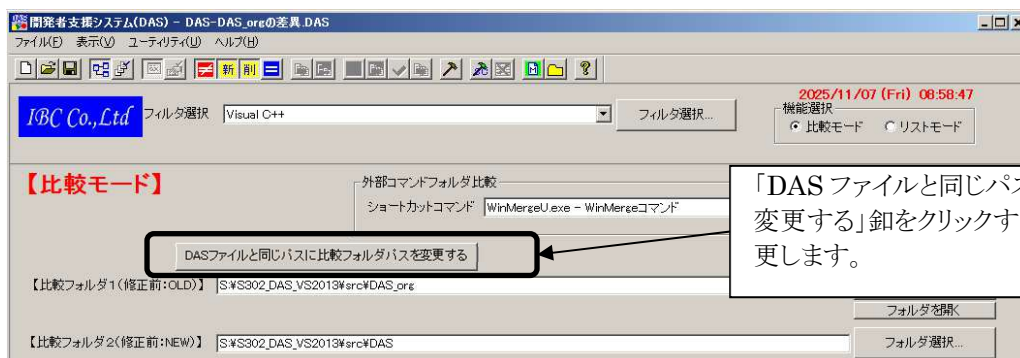 開発者支援システム(DAS) - DAS-DAS_orgの差異.DAS
ファイル(F) 表示(V) ユーティリティ(U) ヘルプ(H)
新 削
M ?
2025/11/07 (Fri) 08:58:47
IBC Co.,Ltd フィルタ選択 Visual C++ フィルタ選択...
機能選択
比較モード リストモード
【比較モード】
外部コマンドフォルダ比較
ショートカットコマンド WinMergeU.exe - WinMergeコマンド
「DAS ファイルと同じパス
変更する」釦をクリックす
更します。
DASファイルと同じパスに比較フォルダパスを変更する
【比較フォルダ1(修正前:OLD)】 S:¥S302_DAS_VS2013¥src¥DAS_org
フォルダを開く
【比較フォルダ2(修正前:NEW)】 S:¥S302_DAS_VS2013¥src¥DAS フォルダ選択...